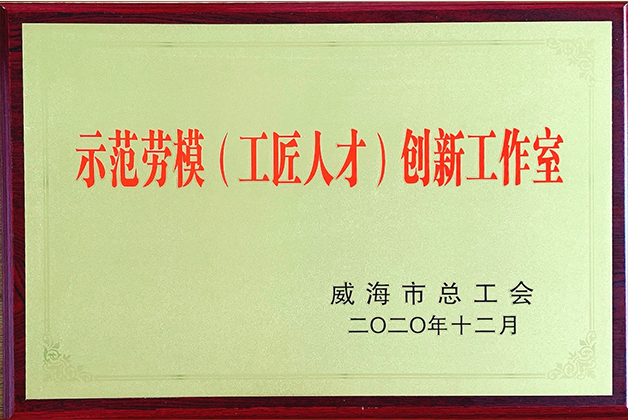 示范劳模（工匠人才）创新工作室
威海市总工会
二〇二〇年十二月